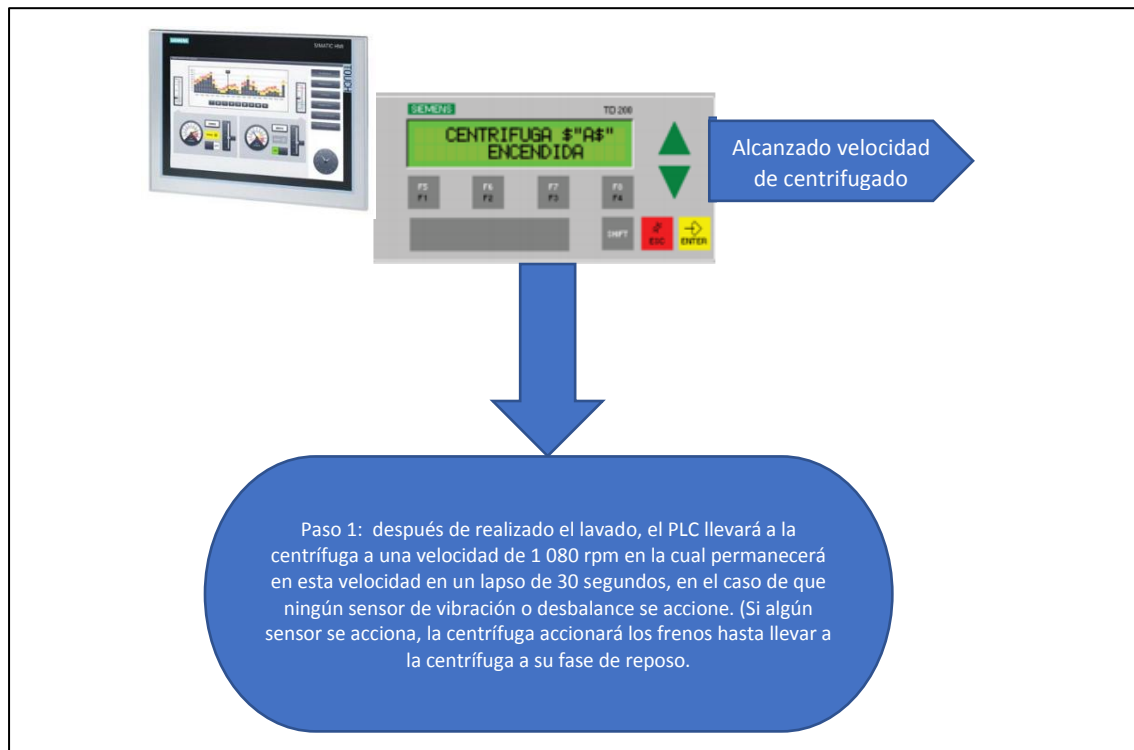 SIEMENS
SIMATIC HMI
TOUCH
SIEMENS
TD 200
CENTRIFUGA $"A$"
ENCENDIDA
F5 F6 F7 F8
F1 F2 F3 F4
SHIFT ESC ENTER
Alcanzado velocidad
de centrifugado
Paso 1: después de realizado el lavado, el PLC llevará a la
centrífuga a una velocidad de 1 080 rpm en la cual permanecerá
en esta velocidad en un lapso de 30 segundos, en el caso de que
ningún sensor de vibración o desbalance se accione. (Si algún
sensor se acciona, la centrífuga accionará los frenos hasta llevar a
la centrífuga a su fase de reposo.